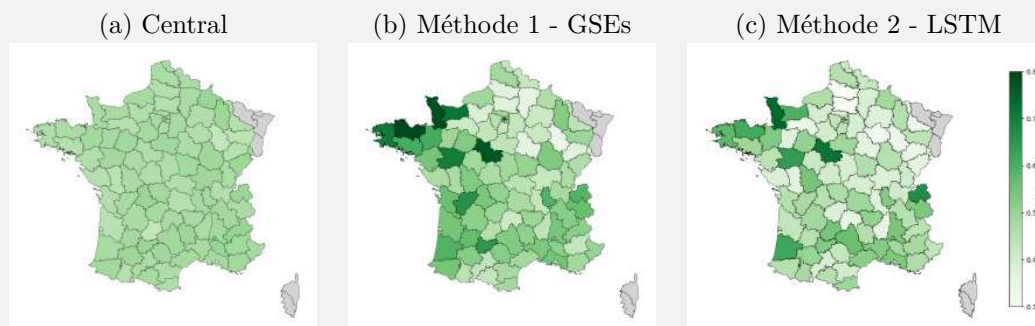 (a) Central
(b) Méthode 1 - GSEs
(c) Méthode 2 - LSTM